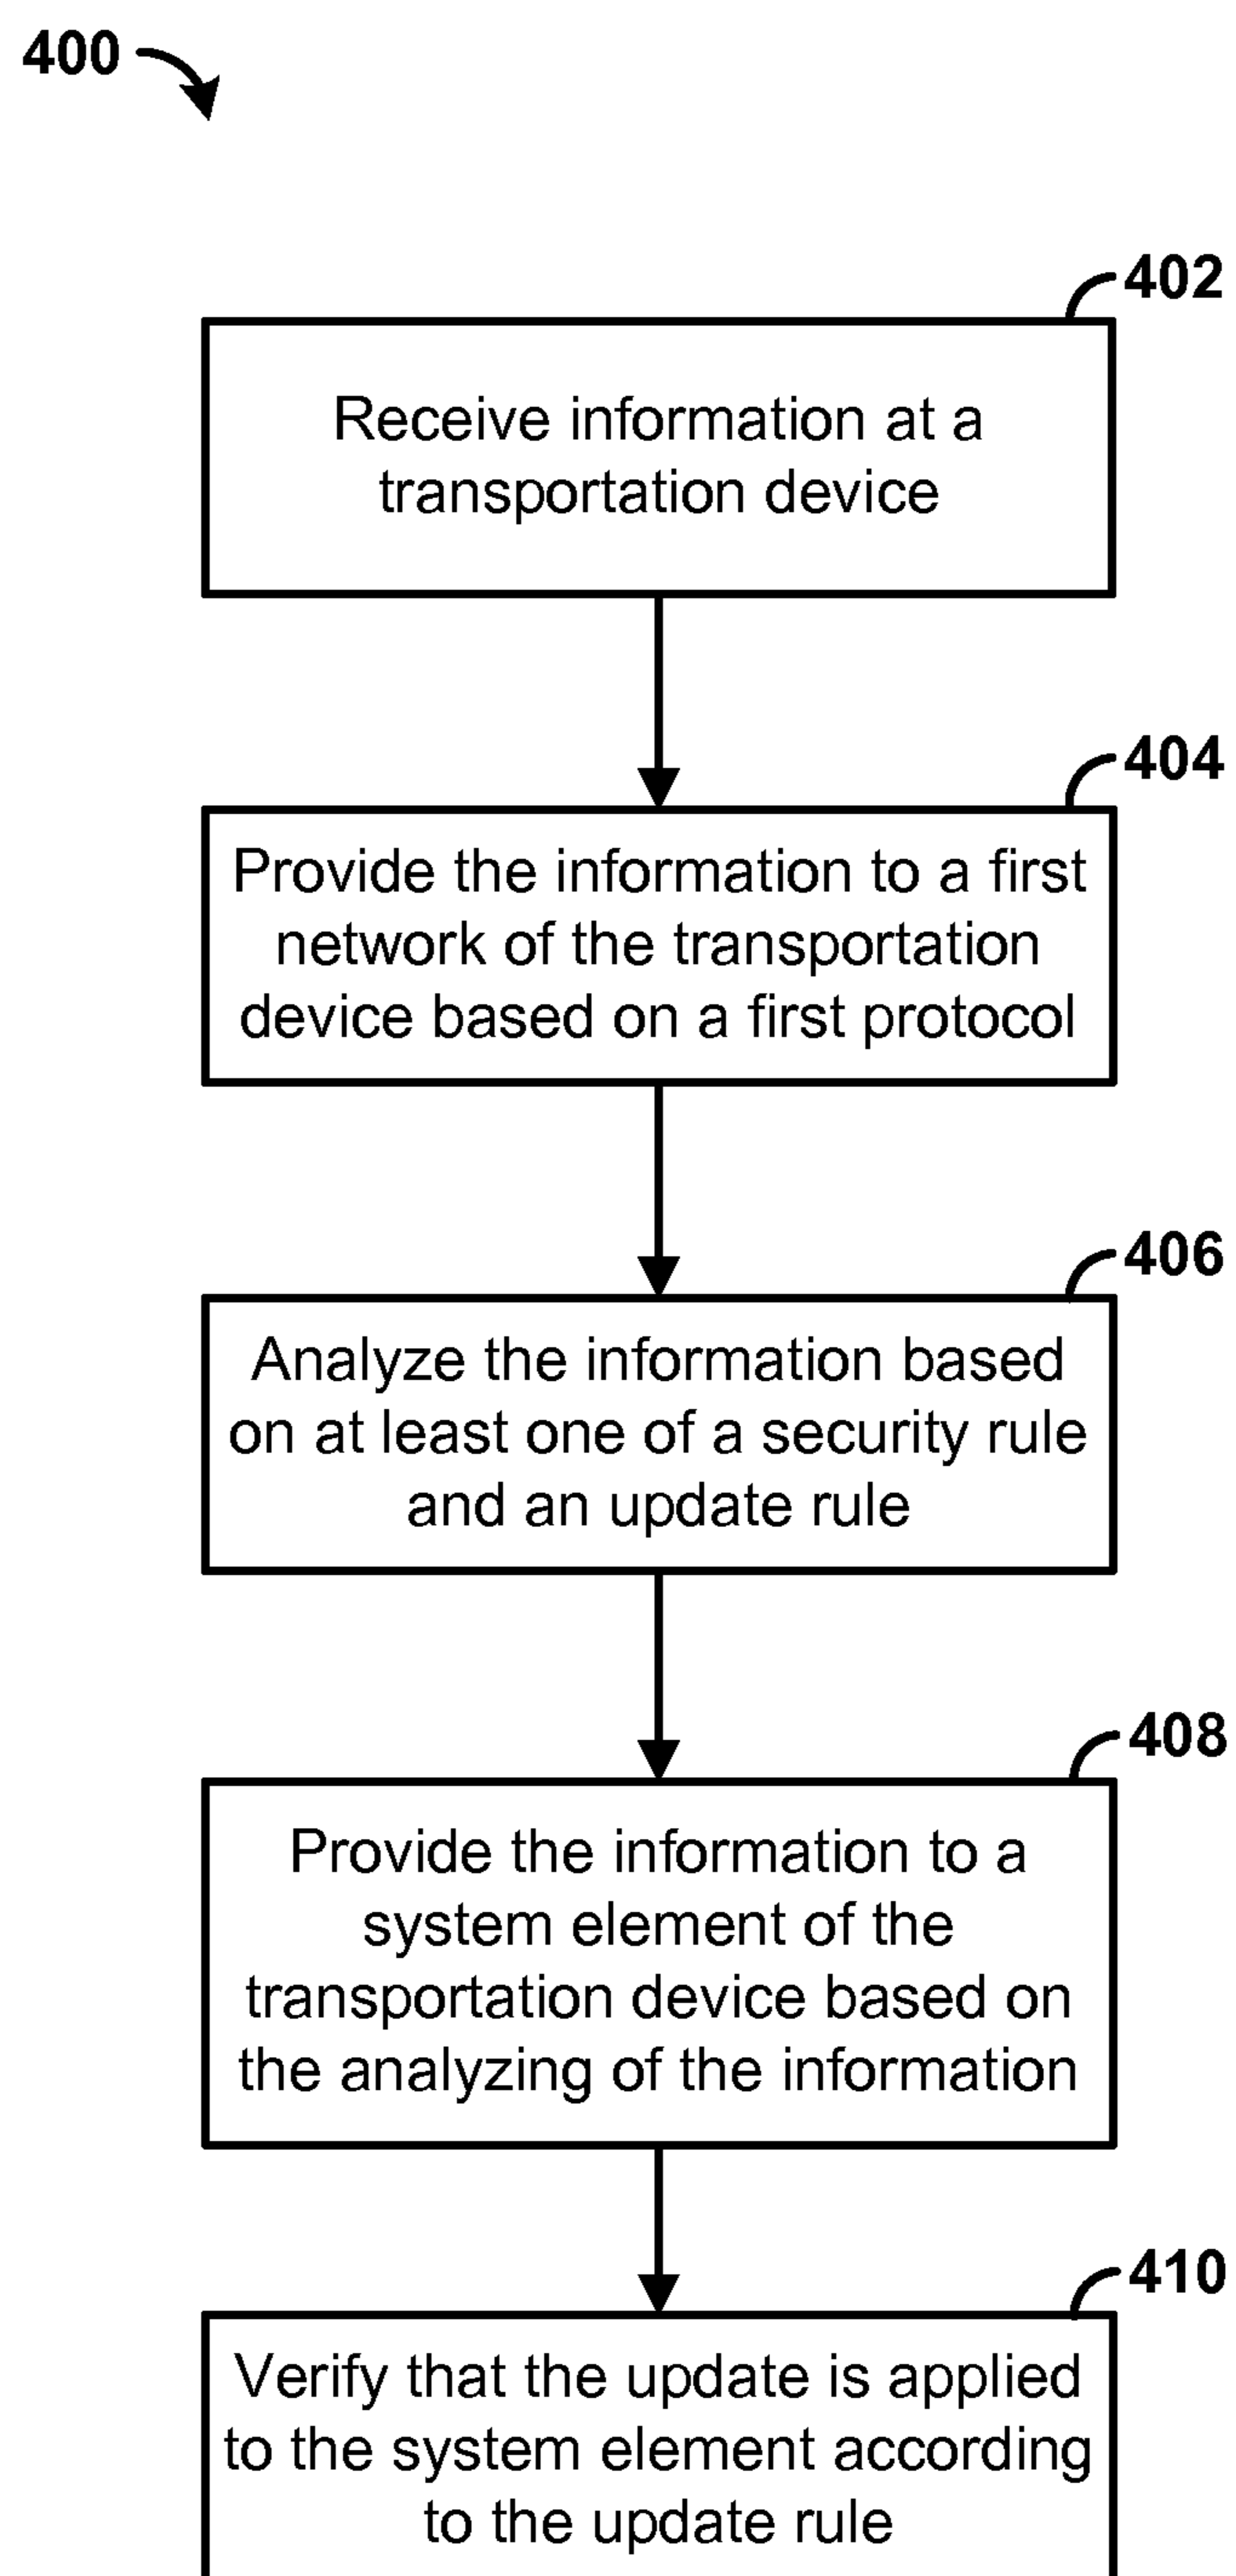 400
402
Receive information at a
transportation device
404
Provide the information to a first
network of the transportation
device based on a first protocol
406
Analyze the information based
on at least one of a security rule
and an update rule
408
Provide the information to a
system element of the
transportation device based on
the analyzing of the information
410
Verify that the update is applied
to the system element according
to the update rule